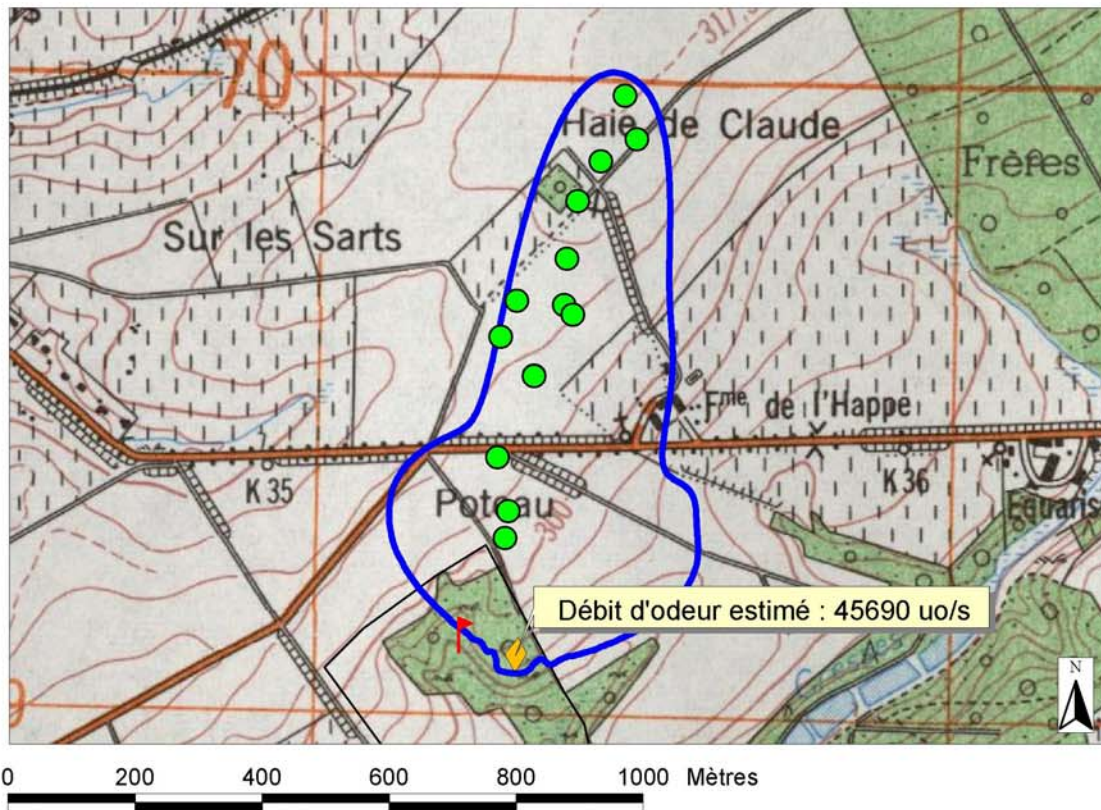 70
317,
Haie de Claude
Frères
Sur les Sarts
Fme de l'Happe
K 35
Poteau
K 36
300
Débit d'odeur estimé : 45690 uo/s
N
0 200 400 600 800 1000 Mètres